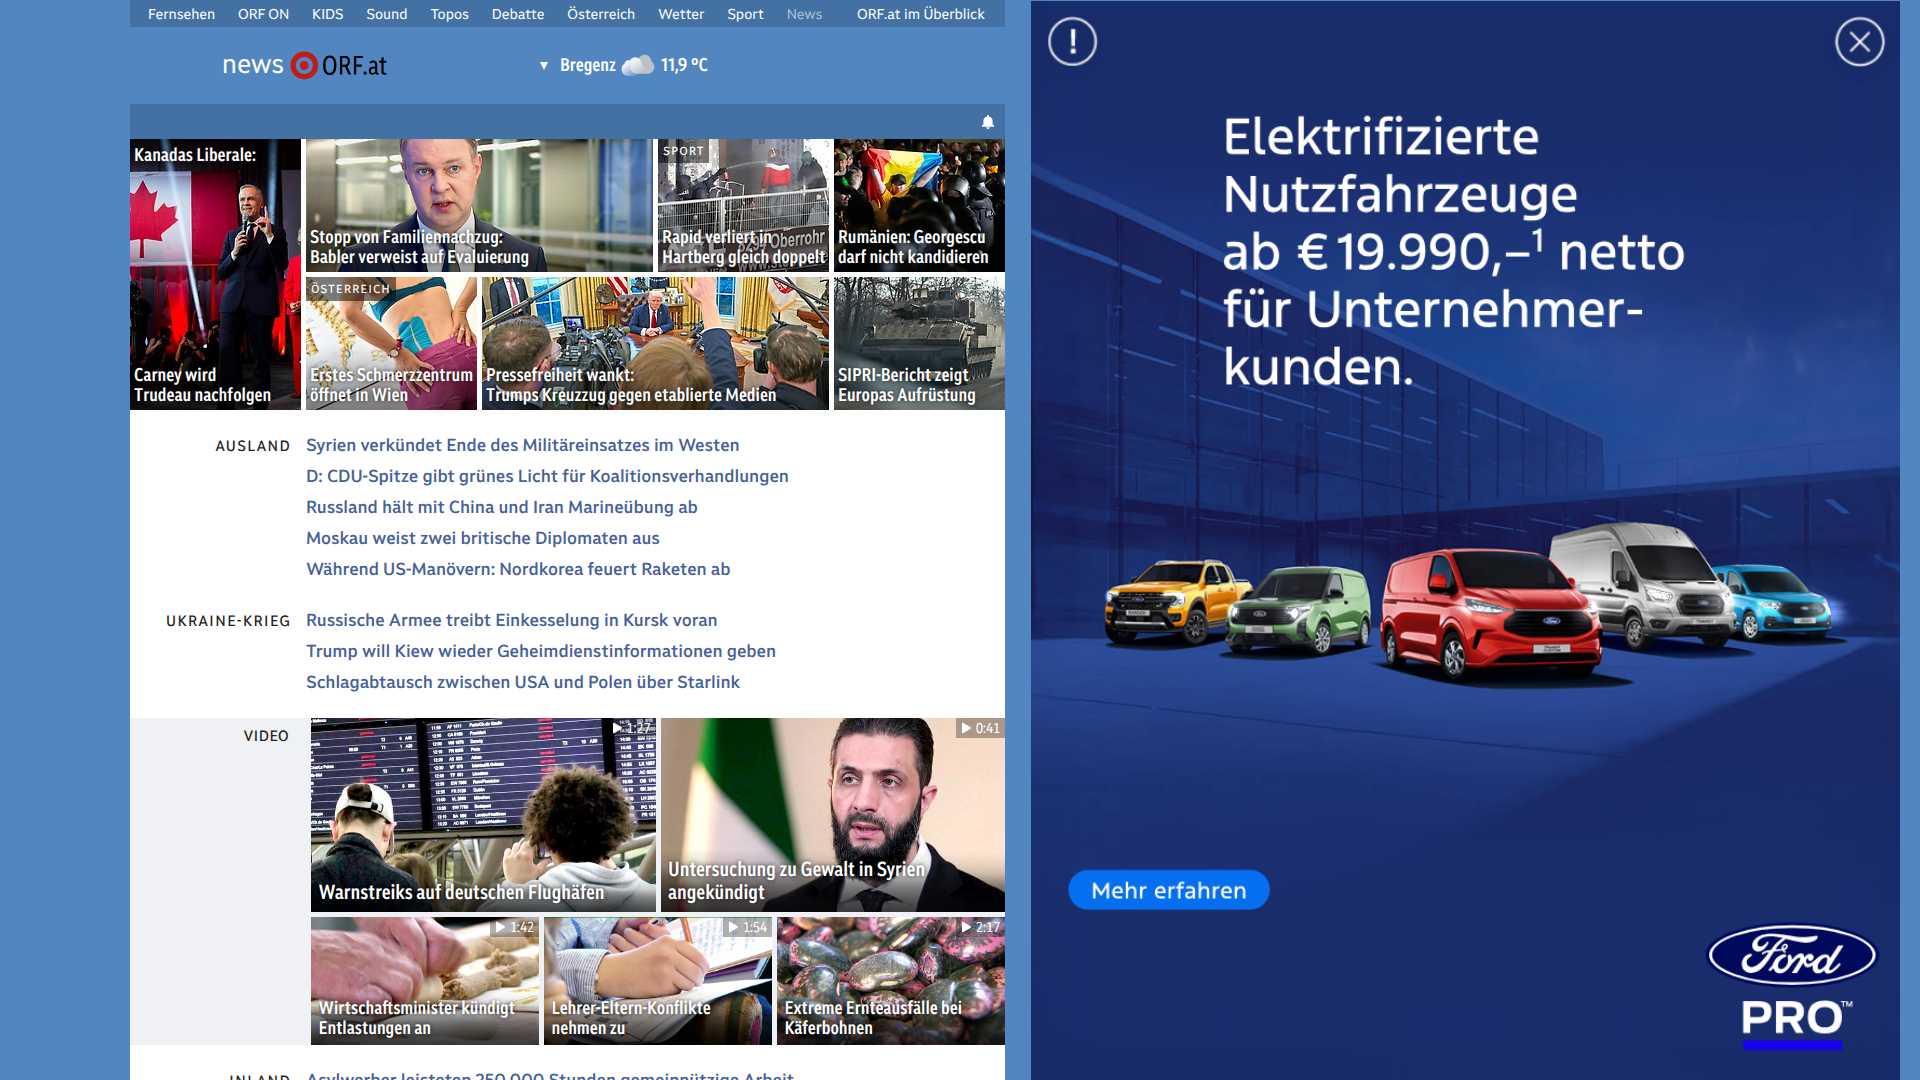 Fernsehen ORF ON KIDS Sound Topos Debatte Österreich Wetter Sport News ORF.at im Überblick
news ORF.at
Bregenz 11,9 °C
Kanadas Liberale:
Carney wird
Trudeau nachfolgen
Stopp von Familiennachzug:
Babler verweist auf Evaluierung
SPORT
Rapid verliert in
Hartberg gleich doppelt
Rumänien: Georgescu
darf nicht kandidieren
ÖSTERREICH
Erstes Schmerzzentrum
öffnet in Wien
Pressefreiheit wankt:
Trumps Kreuzzug gegen etablierte Medien
SIPRI-Bericht zeigt
Europas Aufrüstung
AUSLAND
Syrien verkündet Ende des Militäreinsatzes im Westen
D: CDU-Spitze gibt grünes Licht für Koalitionsverhandlungen
Russland hält mit China und Iran Marineübung ab
Moskau weist zwei britische Diplomaten aus
Während US-Manövern: Nordkorea feuert Raketen ab
UKRAINE-KRIEG
Russische Armee treibt Einkesselung in Kursk voran
Trump will Kiew wieder Geheimdienstinformationen geben
Schlagabtausch zwischen USA und Polen über Starlink
VIDEO
1:27
Warnstreiks auf deutschen Flughäfen
0:41
Untersuchung zu Gewalt in Syrien
angekündigt
1:42
Wirtschaftsminister kündigt
Entlastungen an
1:54
Lehrer-Eltern-Konflikte
nehmen zu
2:17
Extreme Ernteausfälle bei
Käferbohnen
INLAND
Asylwerber leisteten 250.000 Stunden gemeinnützige Arbeit
Elektrifizierte
Nutzfahrzeuge
ab € 19.990,–¹ netto
für Unternehmer-
kunden.
Mehr erfahren
Ford
PRO™